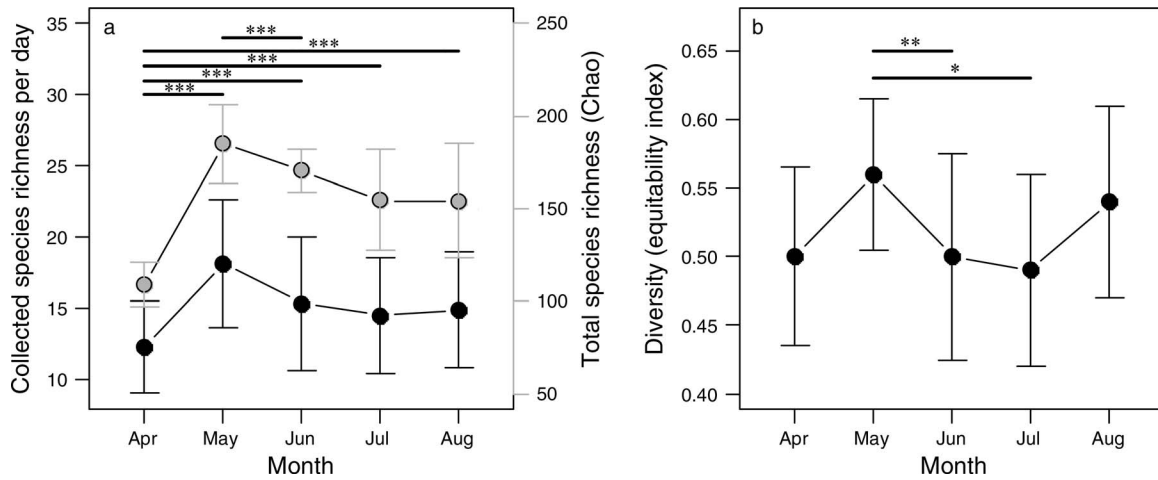 a
Collected species richness per day
35
30
25
20
15
10
***
***
***
***
***
250
200
150
100
50
Total species richness (Chao)
Apr May Jun Jul Aug
Month
b
Diversity (equitability index)
0.65
0.60
0.55
0.50
0.45
0.40
**
*
Apr May Jun Jul Aug
Month